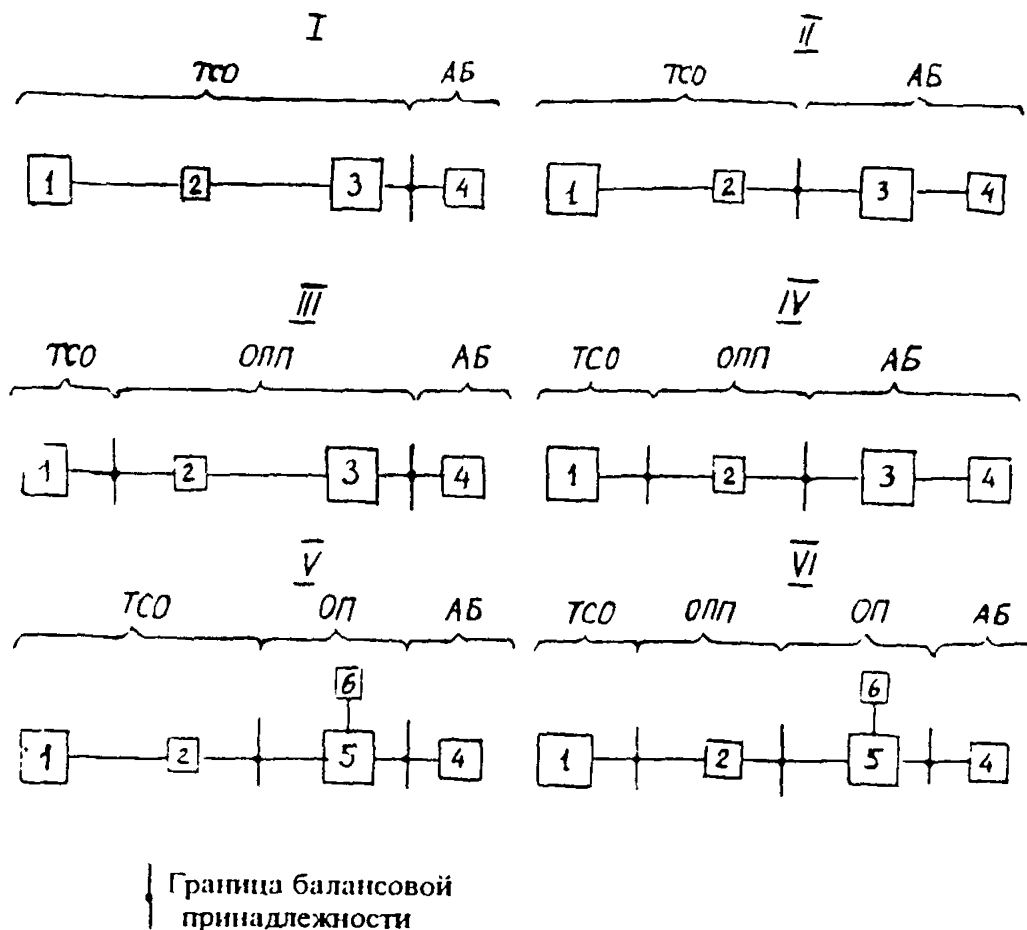 I II
ТСО АБ ТСО АБ
1 2 3 4 1 2 3 4
III IV
ТСО ОПП АБ ТСО ОПП АБ
1 2 3 4 1 2 3 4
V VI
ТСО ОП АБ ТСО ОПП ОП АБ
6 6
1 2 5 4 1 2 5 4
Граница балансовой
принадлежности